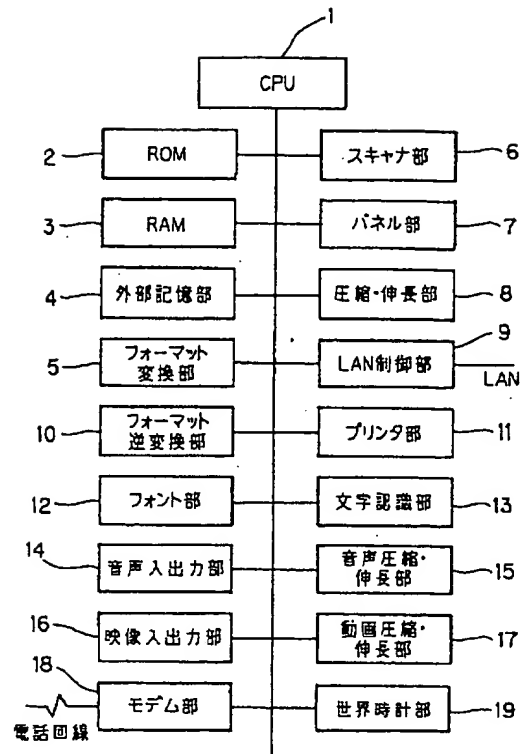 1
CPU
2
ROM
スキャナ部
6
3
RAM
パネル部
7
4
外部記憶部
圧縮・伸長部
8
5
フォーマット
変換部
LAN制御部
9
LAN
10
フォーマット
逆変換部
プリンタ部
11
12
フォント部
文字認識部
13
14
音声入出力部
音声圧縮・
伸長部
15
16
映像入出力部
動画圧縮・
伸長部
17
18
モデム部
電話回線
世界時計部
19